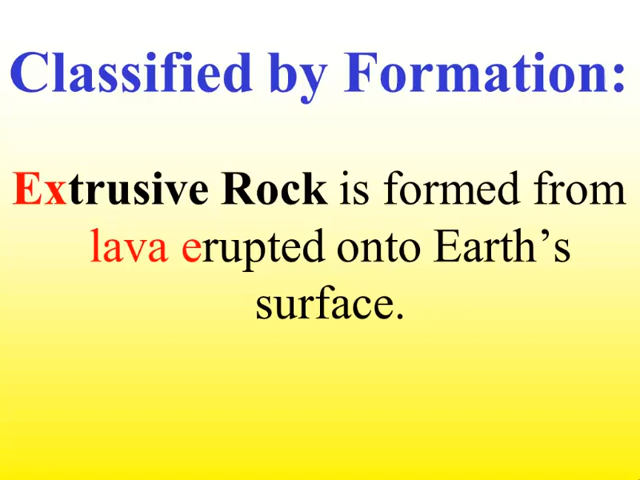 Classified by Formation:
Extrusive Rock is formed from
lava erupted onto Earth’s
surface.